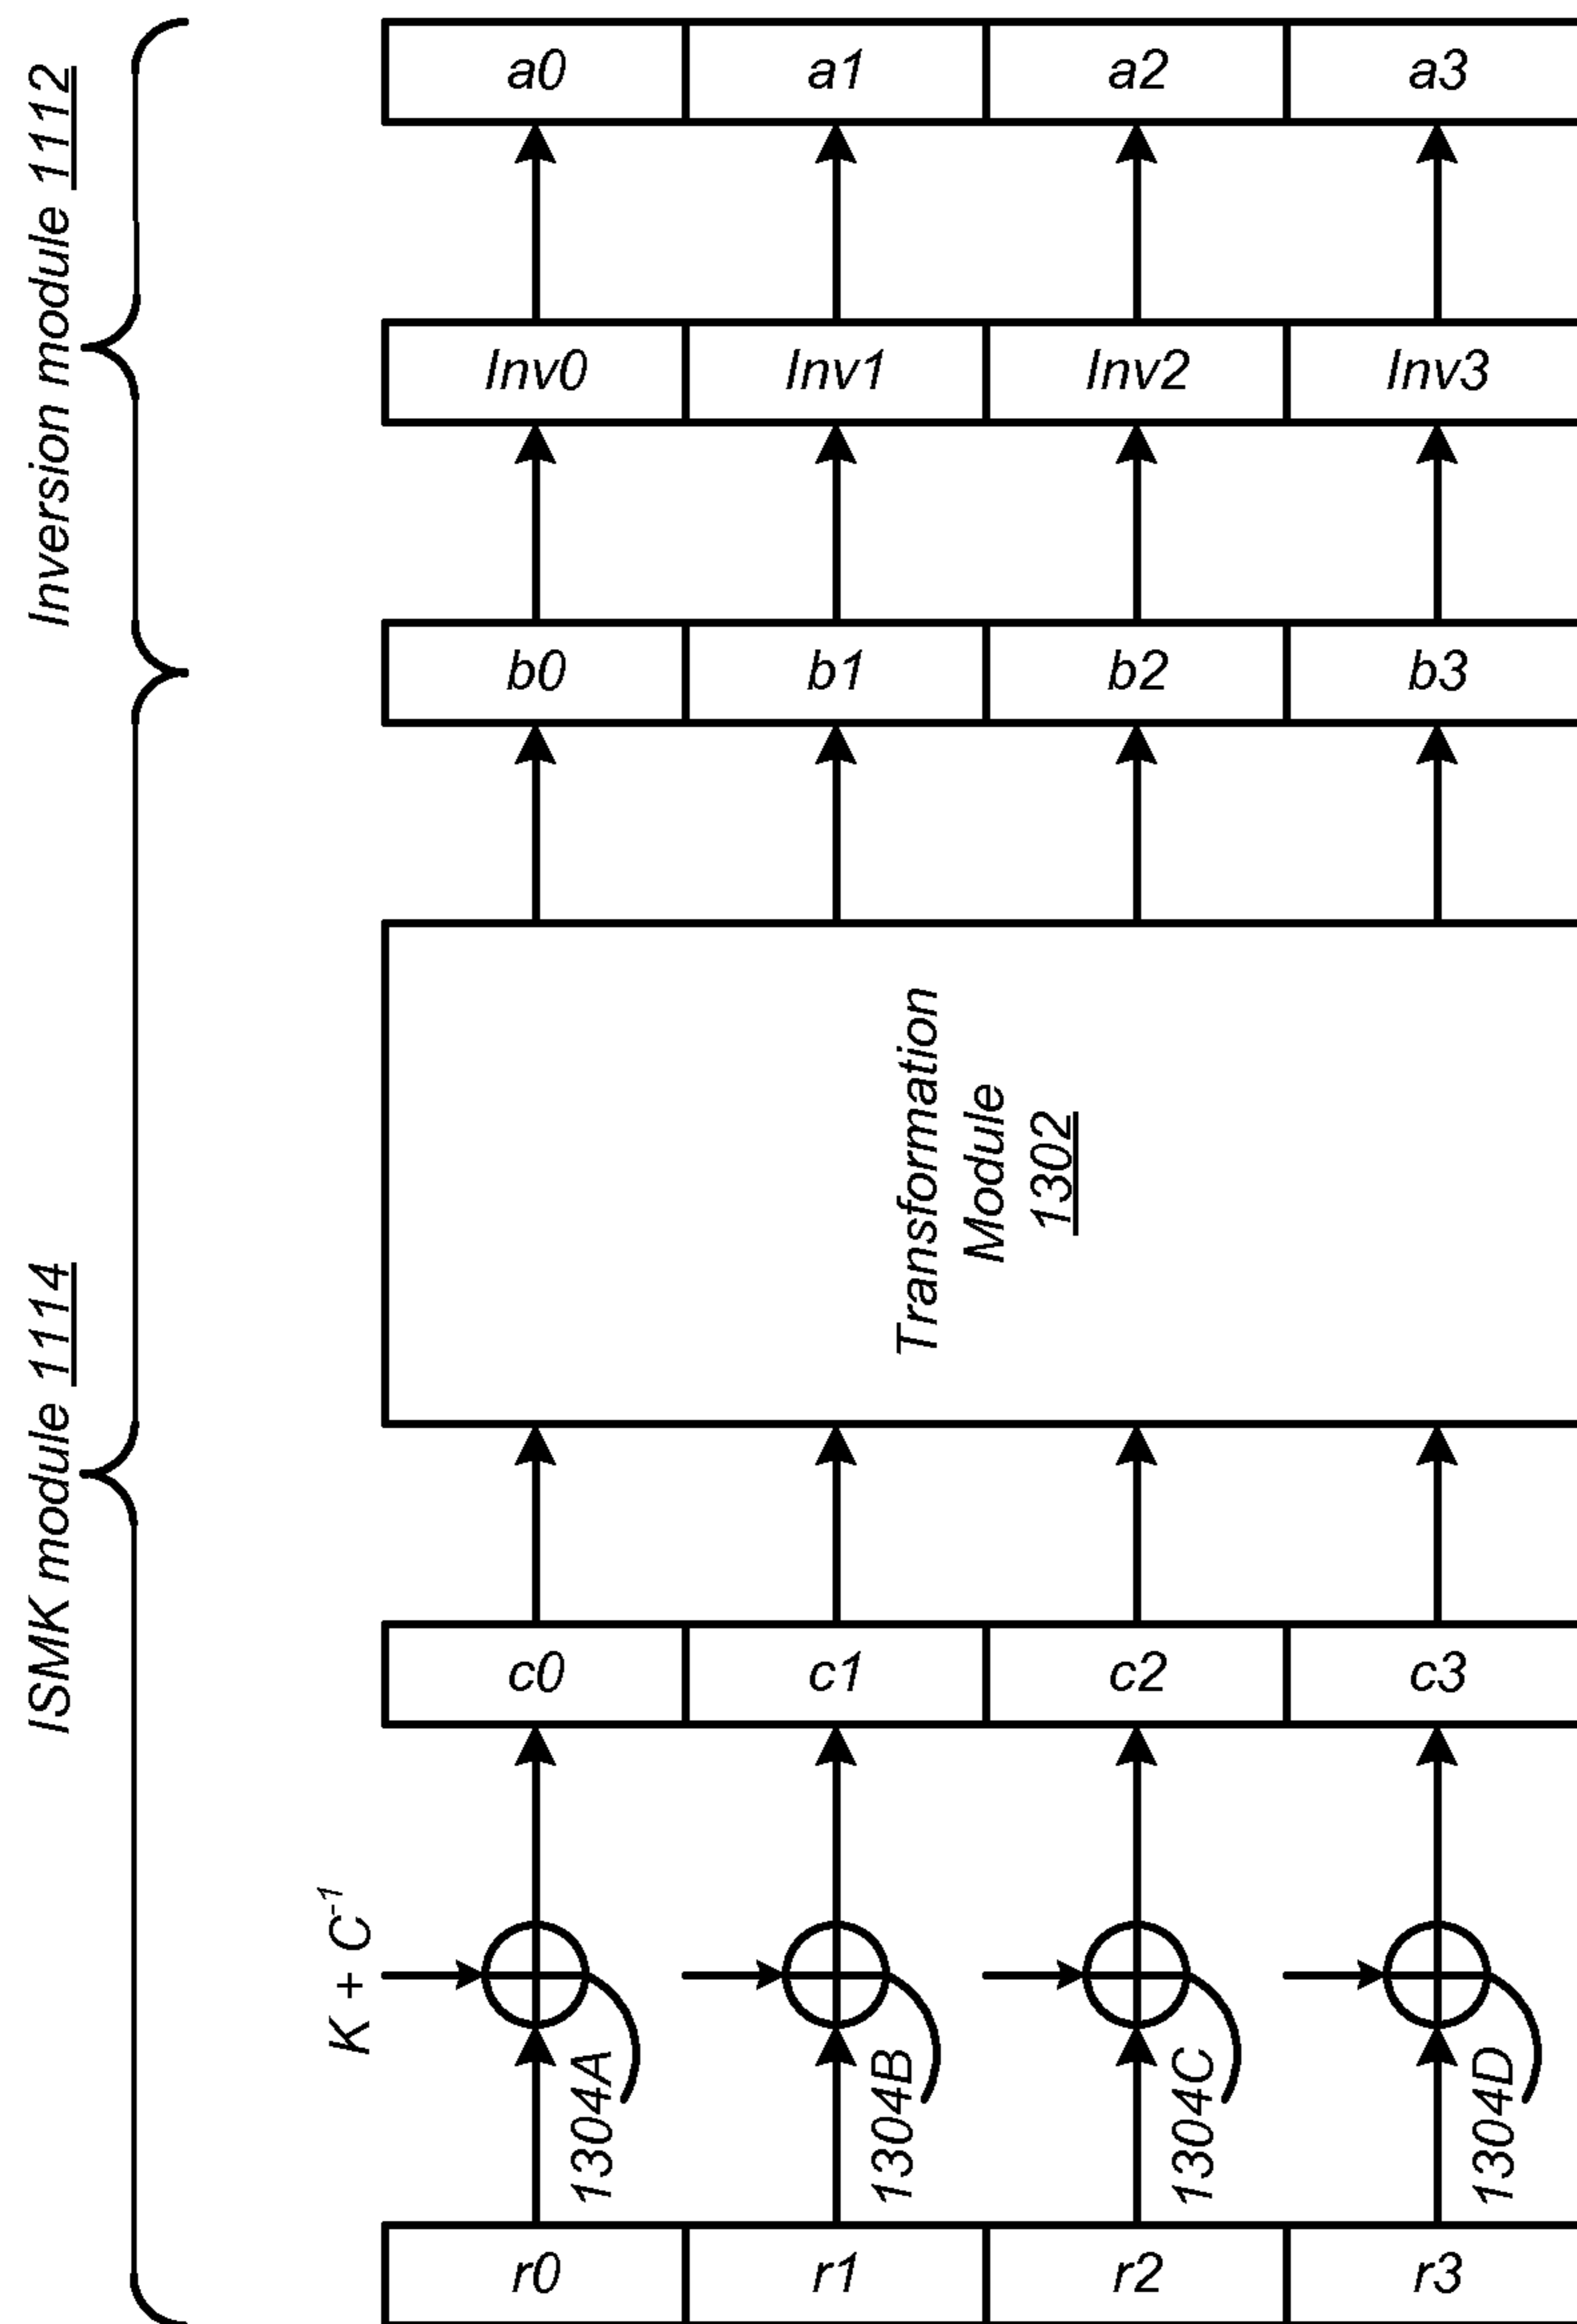 Inversion module 1112
ISMK module 1114
a0 a1 a2 a3
Inv0 Inv1 Inv2 Inv3
b0 b1 b2 b3
Transformation
Module
1302
c0 c1 c2 c3
K + C⁻¹
1304A 1304B 1304C 1304D
r0 r1 r2 r3